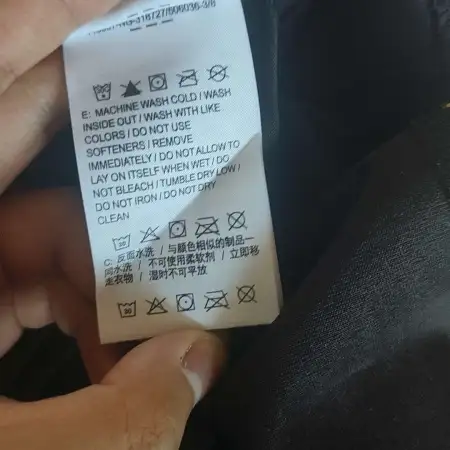 E: MACHINE WASH COLD / WASH
INSIDE OUT / WASH WITH LIKE
COLORS / DO NOT USE
SOFTENERS / REMOVE
IMMEDIATELY / DO NOT ALLOW TO
LAY ON ITSELF WHEN WET / DO
NOT BLEACH / TUMBLE DRY LOW /
DO NOT IRON / DO NOT DRY
CLEAN
30
C: 反面水洗 / 与颜色相似的制品一
同水洗 / 不可使用柔软剂 / 立即移
走衣物 / 湿时不可平放
30